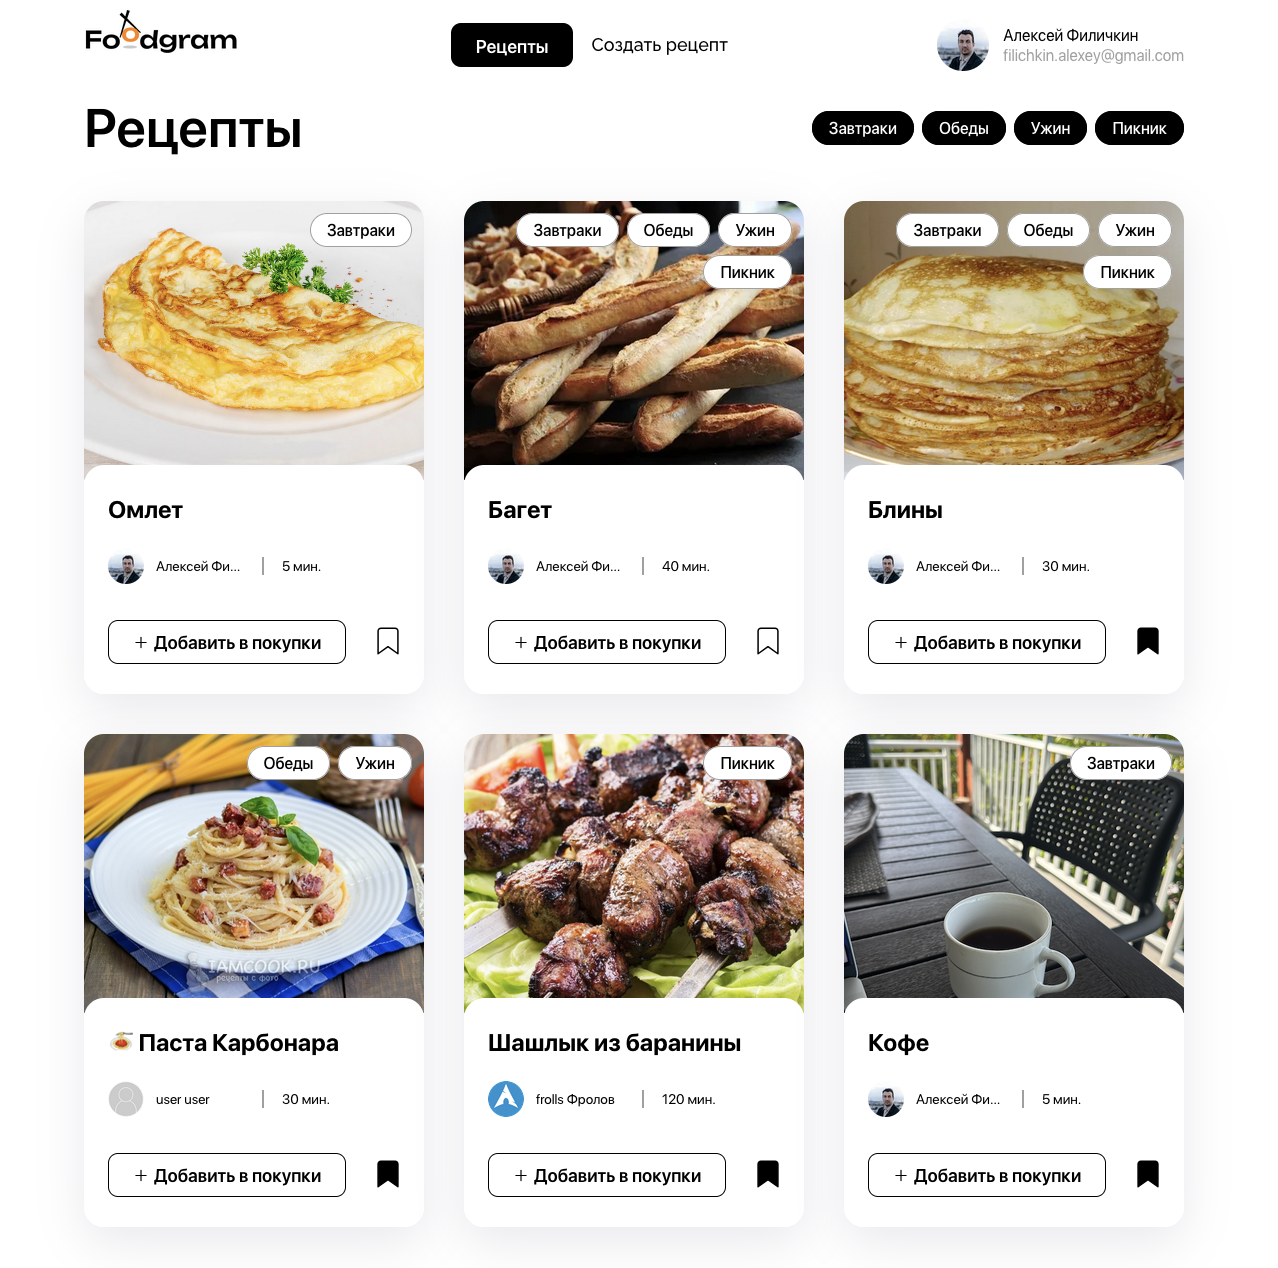 Foodgram
Рецепты
Создать рецепт
Алексей Филичкин
filichkin.alexey@gmail.com
Рецепты
Завтраки
Обеды
Ужин
Пикник
Завтраки
Завтраки
Обеды
Ужин
Пикник
Завтраки
Обеды
Ужин
Пикник
Омлет
Алексей Фи...
5 мин.
+ Добавить в покупки
Багет
Алексей Фи...
40 мин.
+ Добавить в покупки
Блины
Алексей Фи...
30 мин.
+ Добавить в покупки
Обеды
Ужин
IAMCOOK.RU
рецепты с фото
Пикник
Завтраки
Паста Карбонара
user user
30 мин.
+ Добавить в покупки
Шашлык из баранины
frolls Фролов
120 мин.
+ Добавить в покупки
Кофе
Алексей Фи...
5 мин.
+ Добавить в покупки